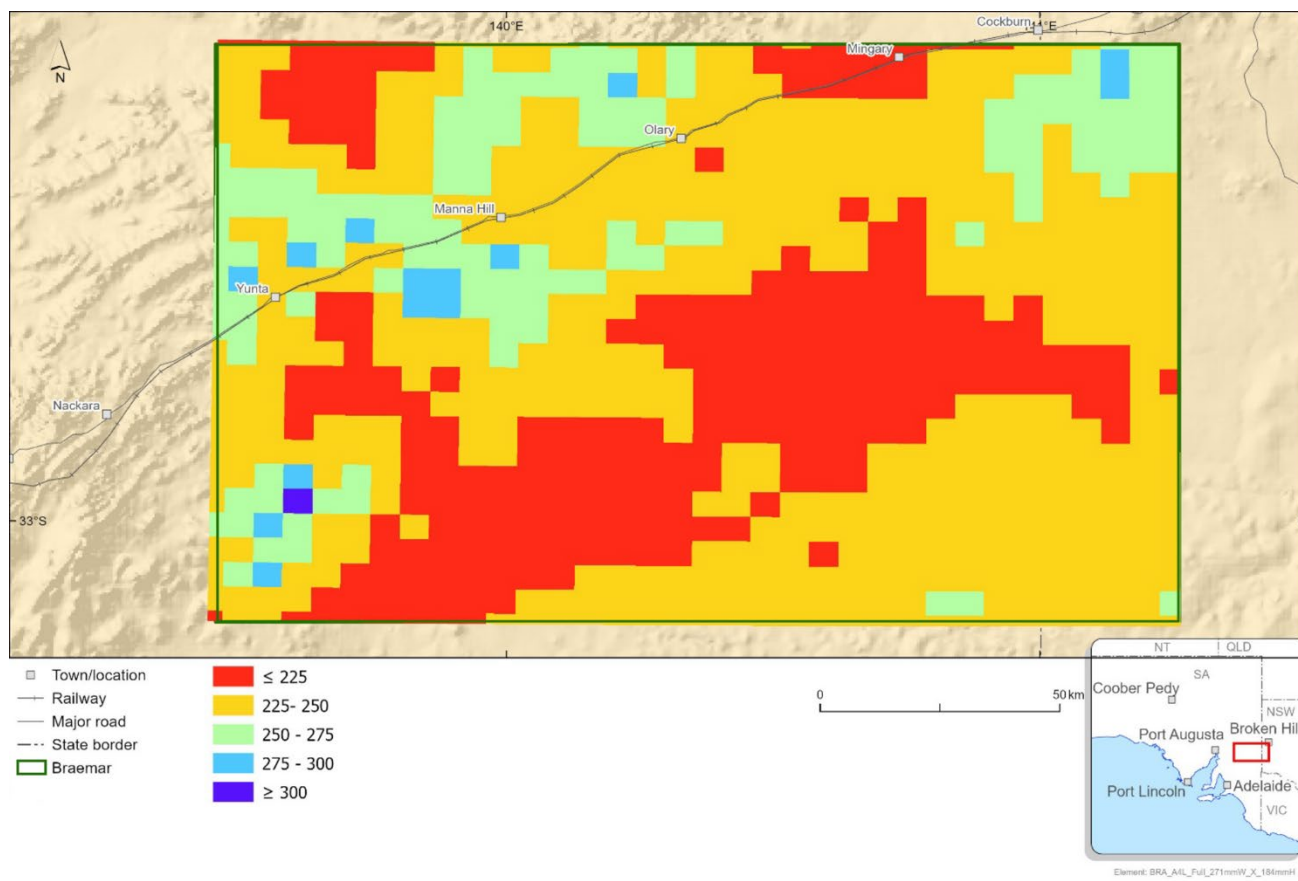 140°E
Cockburn
11°E
N
Mingary
Olary
Manna Hill
Yunta
Nackara
33°S
Town/location
Railway
Major road
State border
Braemar
≤ 225
225- 250
250 - 275
275 - 300
≥ 300
0
50 km
NT
QLD
SA
Coober Pedy
NSW
Port Augusta
Broken Hil
Port Lincoln
Adelaide
VIC
Element: BRA_A4L_Full_271mmW_X_184mmH